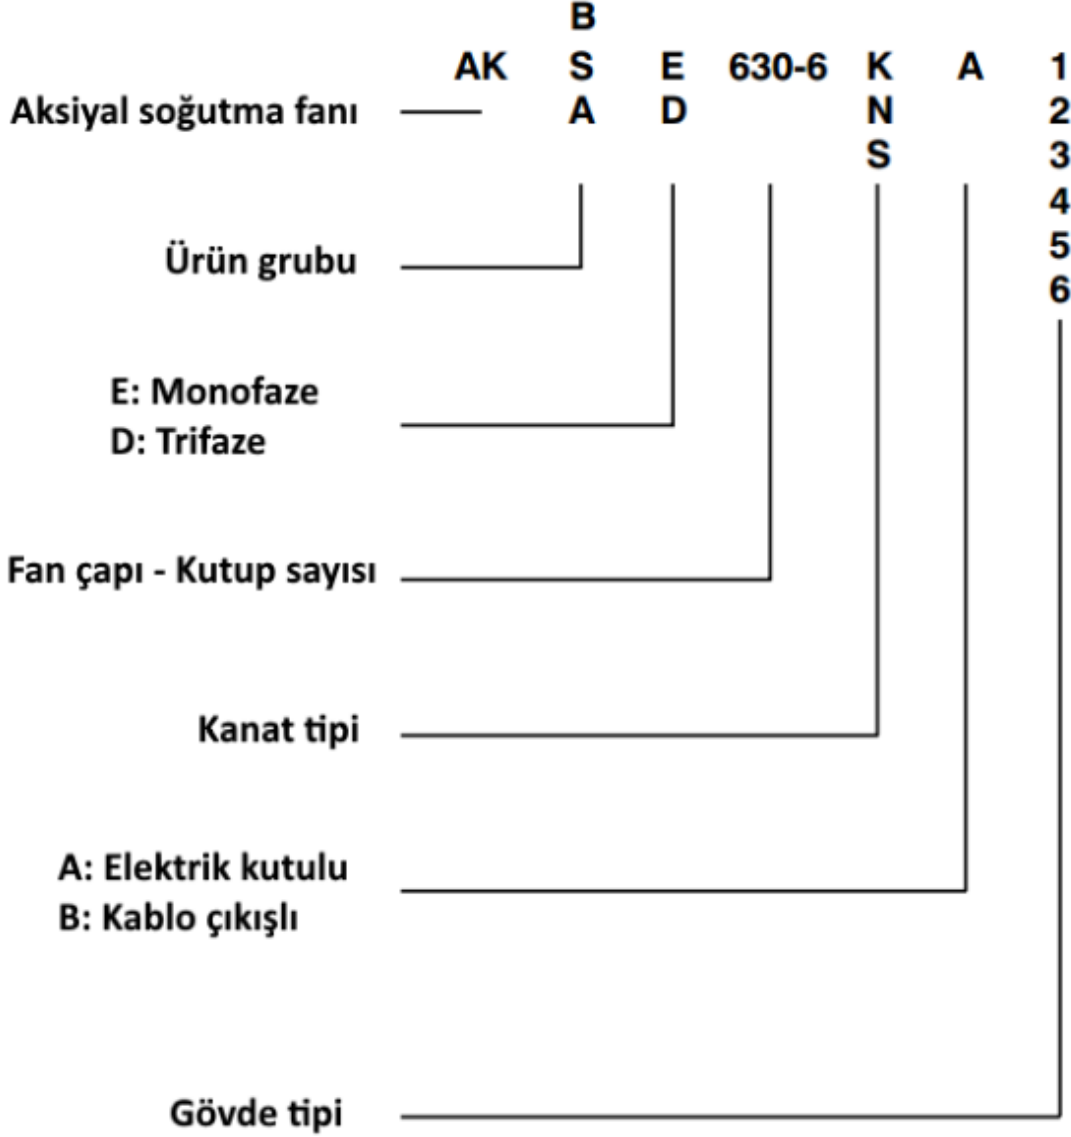 B
AK S E 630-6 K A 1
Aksiyal soğutma fanı A D N 2
S 3
4
Ürün grubu 5
6
E: Monofaze
D: Trifaze
Fan çapı - Kutup sayısı
Kanat tipi
A: Elektrik kutulu
B: Kablo çıkışlı
Gövde tipi